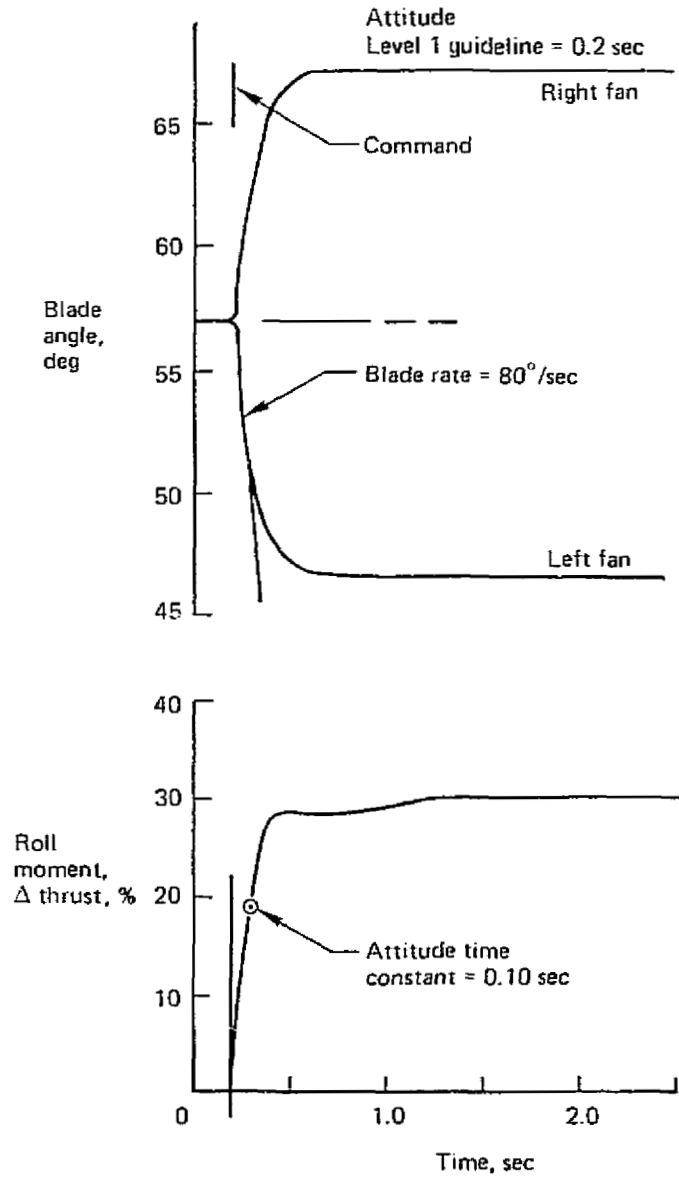 Attitude
Level 1 guideline = 0.2 sec
Right fan
65
Command
60
Blade
angle,
deg
55
Blade rate = 80°/sec
50
Left fan
45
40
30
Roll
moment,
Δ thrust, %
20
Attitude time
constant = 0.10 sec
10
0
1.0
2.0
Time, sec